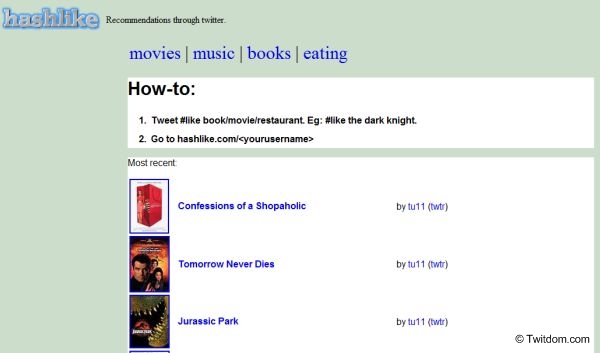 hashlike Recommendations through twitter.
movies | music | books | eating
How-to:
1. Tweet #like book/movie/restaurant. Eg: #like the dark knight.
2. Go to hashlike.com/<yourusername>
Most recent:
Confessions of a Shopaholic by tu11 (twtr)
Tomorrow Never Dies by tu11 (twtr)
Jurassic Park by tu11 (twtr)
© Twitdom.com